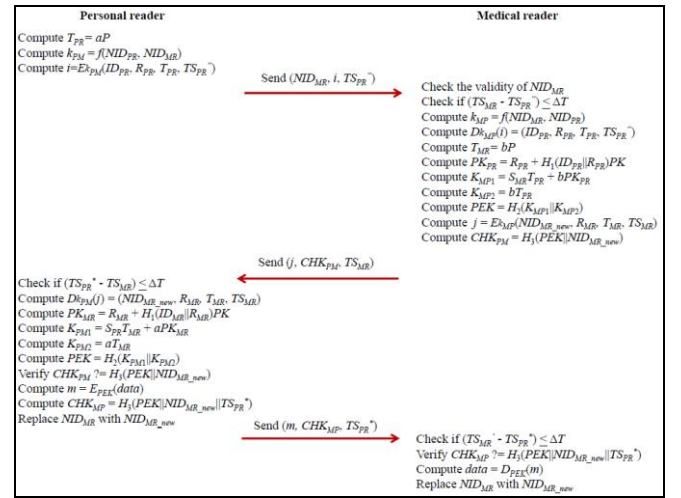 Personal reader
Medical reader
Compute T_PR = aP
Compute k_PM = f(NID_PR, NID_MR)
Compute i=Ek_PM(ID_PR, R_PR, T_PR, TS_PR¨)
Send (NID_MR, i, TS_PR¨)
Check the validity of NID_MR
Check if (TS_MR - TS_PR¨) ≤ ΔT
Compute k_MP = f(NID_MR, NID_PR)
Compute Dk_MP(i) = (ID_PR, R_PR, T_PR, TS_PR¨)
Compute T_MR = bP
Compute PK_PR = R_PR + H_1(ID_PR||R_PR)PK
Compute K_MP1 = S_MR T_PR + bPK_PR
Compute K_MP2 = bT_PR
Compute PEK = H_2(K_MP1||K_MP2)
Compute j = Ek_MP(NID_MR_new, R_MR, T_MR, TS_MR)
Compute CHK_PM = H_3(PEK||NID_MR_new)
Send (j, CHK_PM, TS_MR)
Check if (TS_PR* - TS_MR) ≤ ΔT
Compute Dk_PM(j) = (NID_MR_new, R_MR, T_MR, TS_MR)
Compute PK_MR = R_MR + H_1(ID_MR||R_MR)PK
Compute K_PM1 = S_PR T_MR + aPK_MR
Compute K_PM2 = aT_MR
Compute PEK = H_2(K_PM1||K_PM2)
Verify CHK_PM ?= H_3(PEK||NID_MR_new)
Compute m = E_PEK(data)
Compute CHK_MP = H_3(PEK||NID_MR_new||TS_PR*)
Replace NID_MR with NID_MR_new
Send (m, CHK_MP, TS_PR*)
Check if (TS_MR' - TS_PR*) ≤ ΔT
Verify CHK_MP ?= H_3(PEK||NID_MR_new||TS_PR*)
Compute data = D_PEK(m)
Replace NID_MR with NID_MR_new